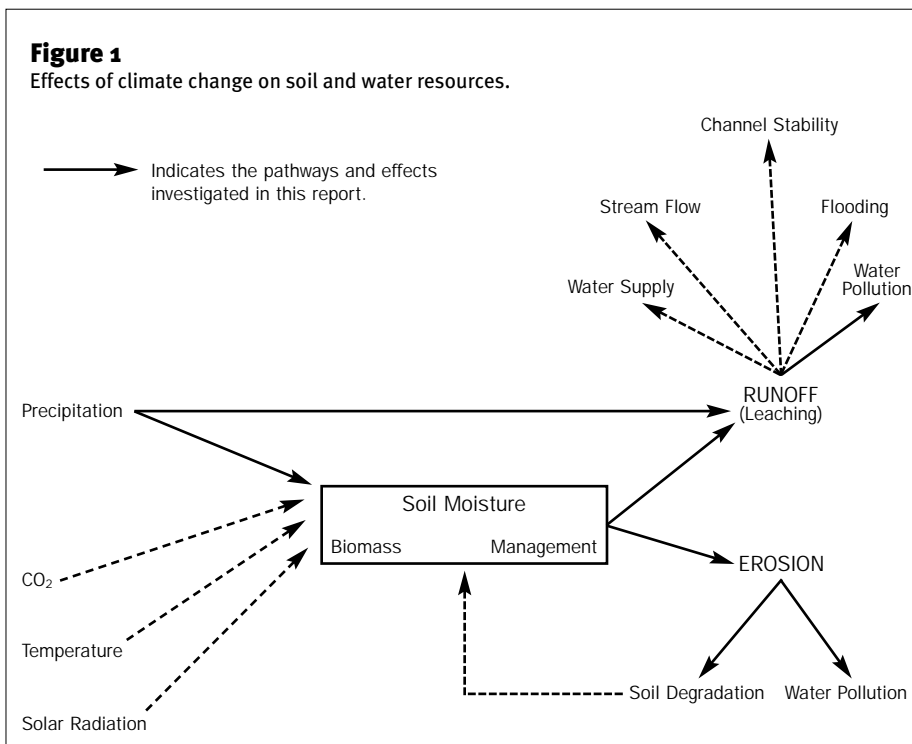 Figure 1
Effects of climate change on soil and water resources.
Indicates the pathways and effects
investigated in this report.
Channel Stability
Stream Flow
Flooding
Water Supply
Water
Pollution
Precipitation
RUNOFF
(Leaching)
Soil Moisture
Biomass
Management
CO₂
EROSION
Temperature
Soil Degradation
Water Pollution
Solar Radiation